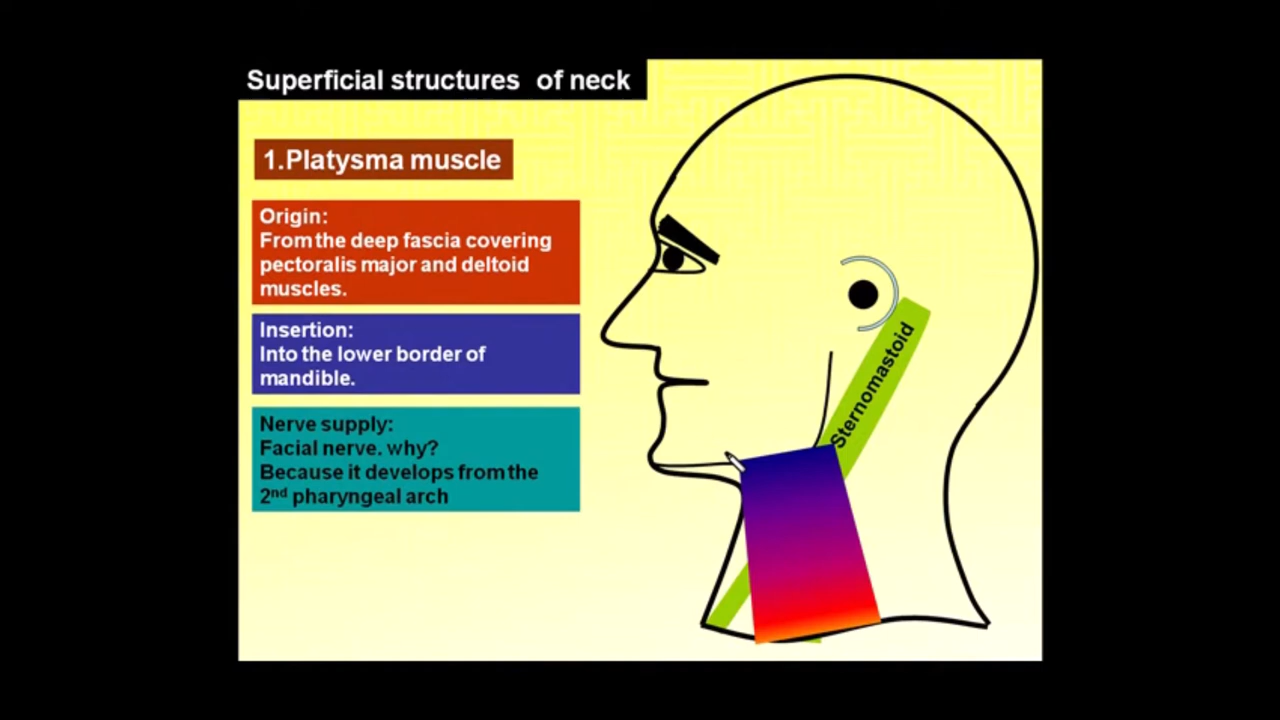 Superficial structures of neck
1.Platysma muscle
Origin:
From the deep fascia covering
pectoralis major and deltoid
muscles.
Insertion:
Into the lower border of
mandible.
Nerve supply:
Facial nerve. why?
Because it develops from the
2nd pharyngeal arch
Sternomastoid